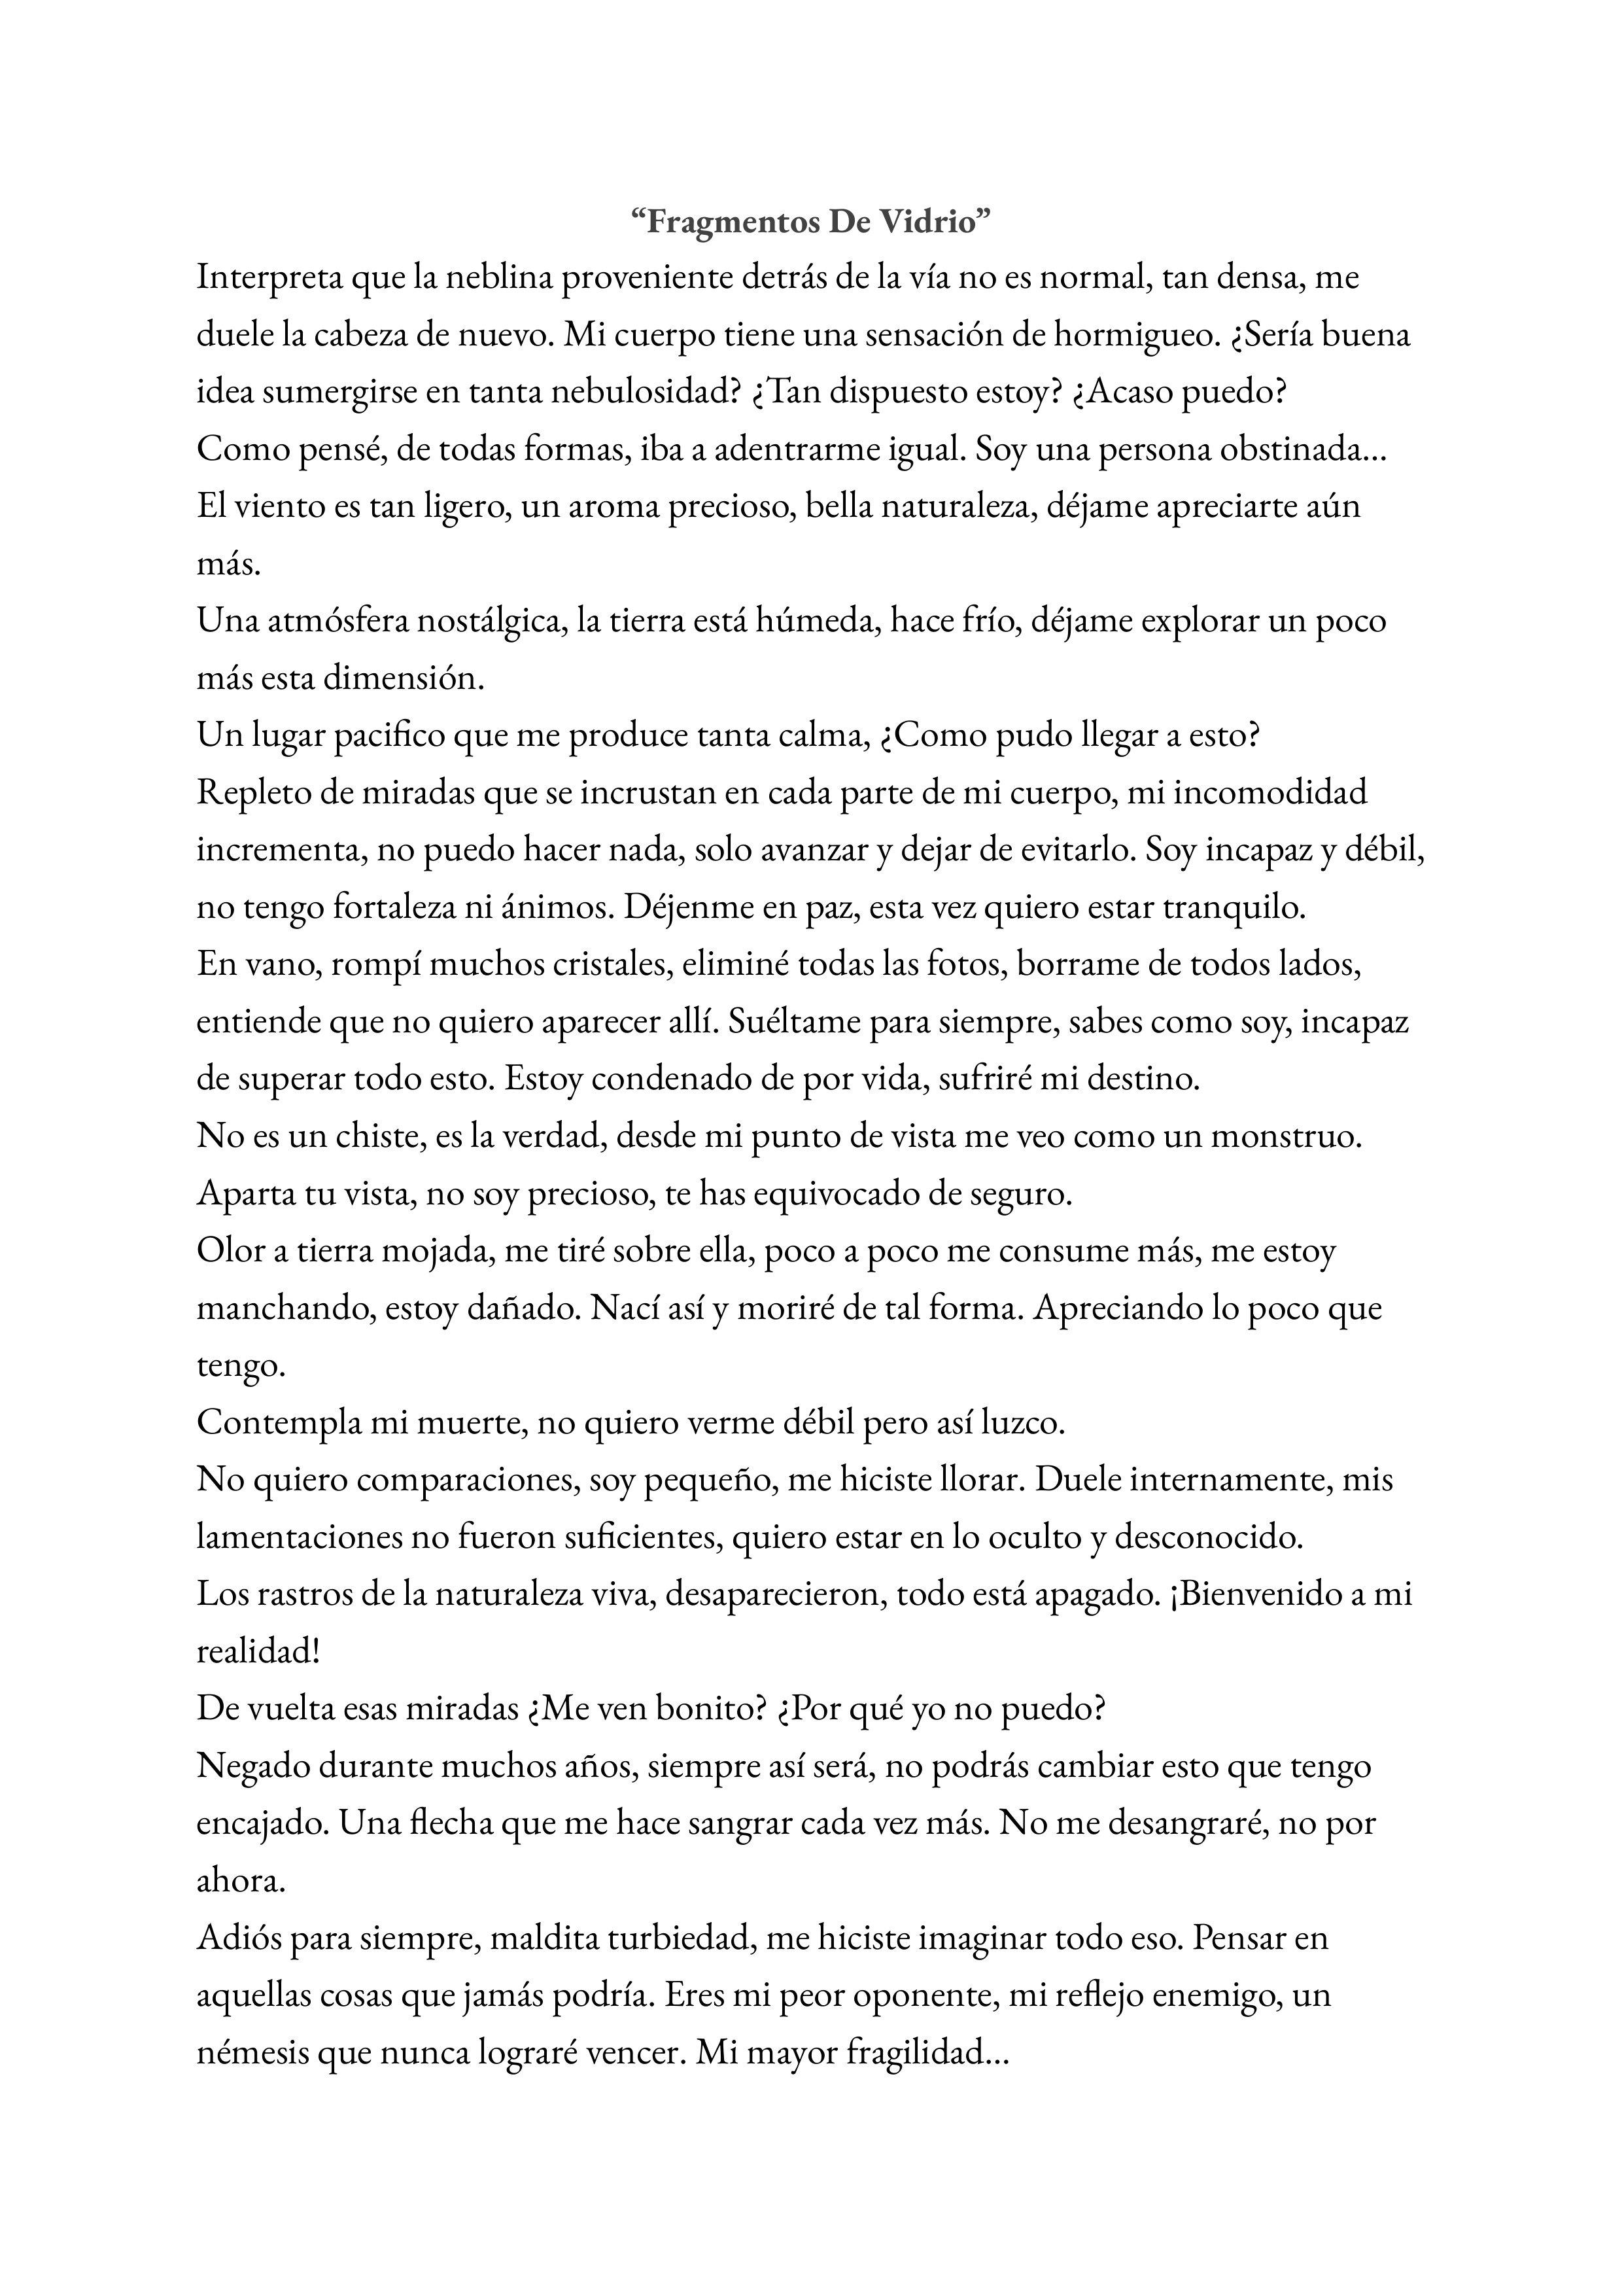 “Fragmentos De Vidrio”
Interpreta que la neblina proveniente detrás de la vía no es normal, tan densa, me
duele la cabeza de nuevo. Mi cuerpo tiene una sensación de hormigueo. ¿Sería buena
idea sumergirse en tanta nebulosidad? ¿Tan dispuesto estoy? ¿Acaso puedo?
Como pensé, de todas formas, iba a adentrarme igual. Soy una persona obstinada...
El viento es tan ligero, un aroma precioso, bella naturaleza, déjame apreciarte aún
más.
Una atmósfera nostálgica, la tierra está húmeda, hace frío, déjame explorar un poco
más esta dimensión.
Un lugar pacifico que me produce tanta calma, ¿Como pudo llegar a esto?
Repleto de miradas que se incrustan en cada parte de mi cuerpo, mi incomodidad
incrementa, no puedo hacer nada, solo avanzar y dejar de evitarlo. Soy incapaz y débil,
no tengo fortaleza ni ánimos. Déjenme en paz, esta vez quiero estar tranquilo.
En vano, rompí muchos cristales, eliminé todas las fotos, borrame de todos lados,
entiende que no quiero aparecer allí. Suéltame para siempre, sabes como soy, incapaz
de superar todo esto. Estoy condenado de por vida, sufriré mi destino.
No es un chiste, es la verdad, desde mi punto de vista me veo como un monstruo.
Aparta tu vista, no soy precioso, te has equivocado de seguro.
Olor a tierra mojada, me tiré sobre ella, poco a poco me consume más, me estoy
manchando, estoy dañado. Nací así y moriré de tal forma. Apreciando lo poco que
tengo.
Contempla mi muerte, no quiero verme débil pero así luzco.
No quiero comparaciones, soy pequeño, me hiciste llorar. Duele internamente, mis
lamentaciones no fueron suficientes, quiero estar en lo oculto y desconocido.
Los rastros de la naturaleza viva, desaparecieron, todo está apagado. ¡Bienvenido a mi
realidad!
De vuelta esas miradas ¿Me ven bonito? ¿Por qué yo no puedo?
Negado durante muchos años, siempre así será, no podrás cambiar esto que tengo
encajado. Una flecha que me hace sangrar cada vez más. No me desangraré, no por
ahora.
Adiós para siempre, maldita turbiedad, me hiciste imaginar todo eso. Pensar en
aquellas cosas que jamás podría. Eres mi peor oponente, mi reflejo enemigo, un
némesis que nunca lograré vencer. Mi mayor fragilidad...